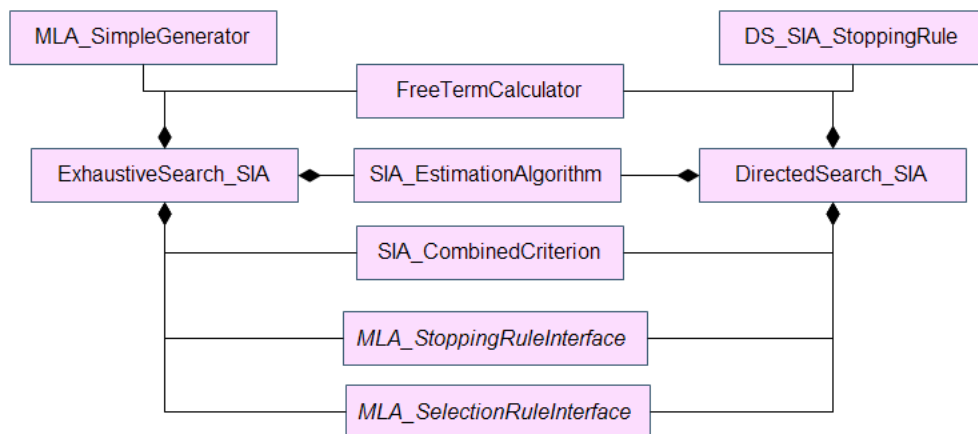 MLA_SimpleGenerator
DS_SIA_StoppingRule
FreeTermCalculator
ExhaustiveSearch_SIA
SIA_EstimationAlgorithm
DirectedSearch_SIA
SIA_CombinedCriterion
MLA_StoppingRuleInterface
MLA_SelectionRuleInterface